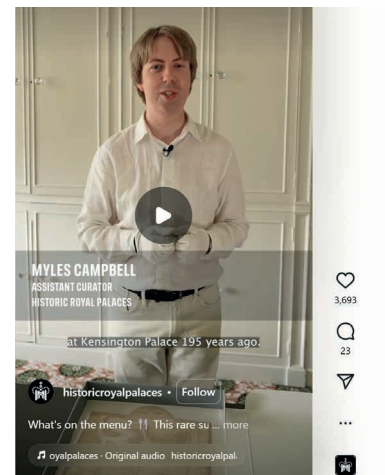 MYLES CAMPBELL
ASSISTANT CURATOR
HISTORIC ROYAL PALACES
at Kensington Palace 195 years ago.
historicroyalpalaces • Follow
What's on the menu? 🍴 This rare su ... more
oyalpalaces · Original audio historicroyalpal
3,693
23